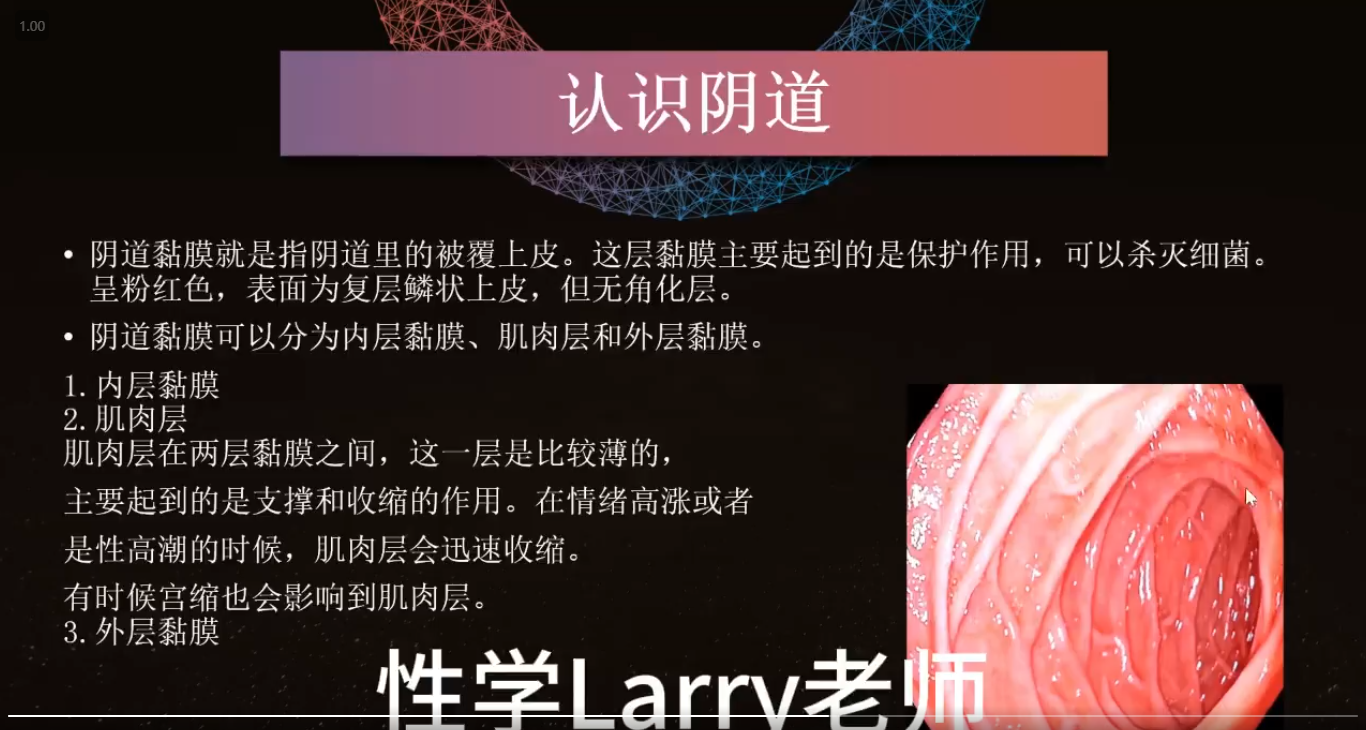 1.00
认识阴道
• 阴道黏膜就是指阴道里的被覆上皮。这层黏膜主要起到的是保护作用，可以杀灭细菌。
呈粉红色，表面为复层鳞状上皮，但无角化层。
• 阴道黏膜可以分为内层黏膜、肌肉层和外层黏膜。
1. 内层黏膜
2. 肌肉层
肌肉层在两层黏膜之间，这一层是比较薄的，
主要起到的是支撑和收缩的作用。在情绪高涨或者
是性高潮的时候，肌肉层会迅速收缩。
有时候宫缩也会影响到肌肉层。
3. 外层黏膜
性学Larry老师